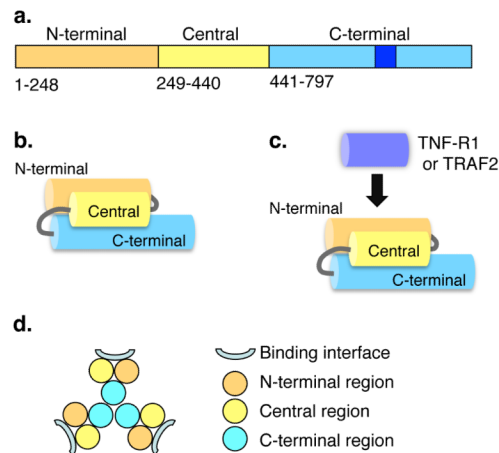 a.
N-terminal Central C-terminal
1-248 249-440 441-797
b.
N-terminal
Central
C-terminal
c.
TNF-R1
or TRAF2
N-terminal
Central
C-terminal
d.
Binding interface
N-terminal region
Central region
C-terminal region